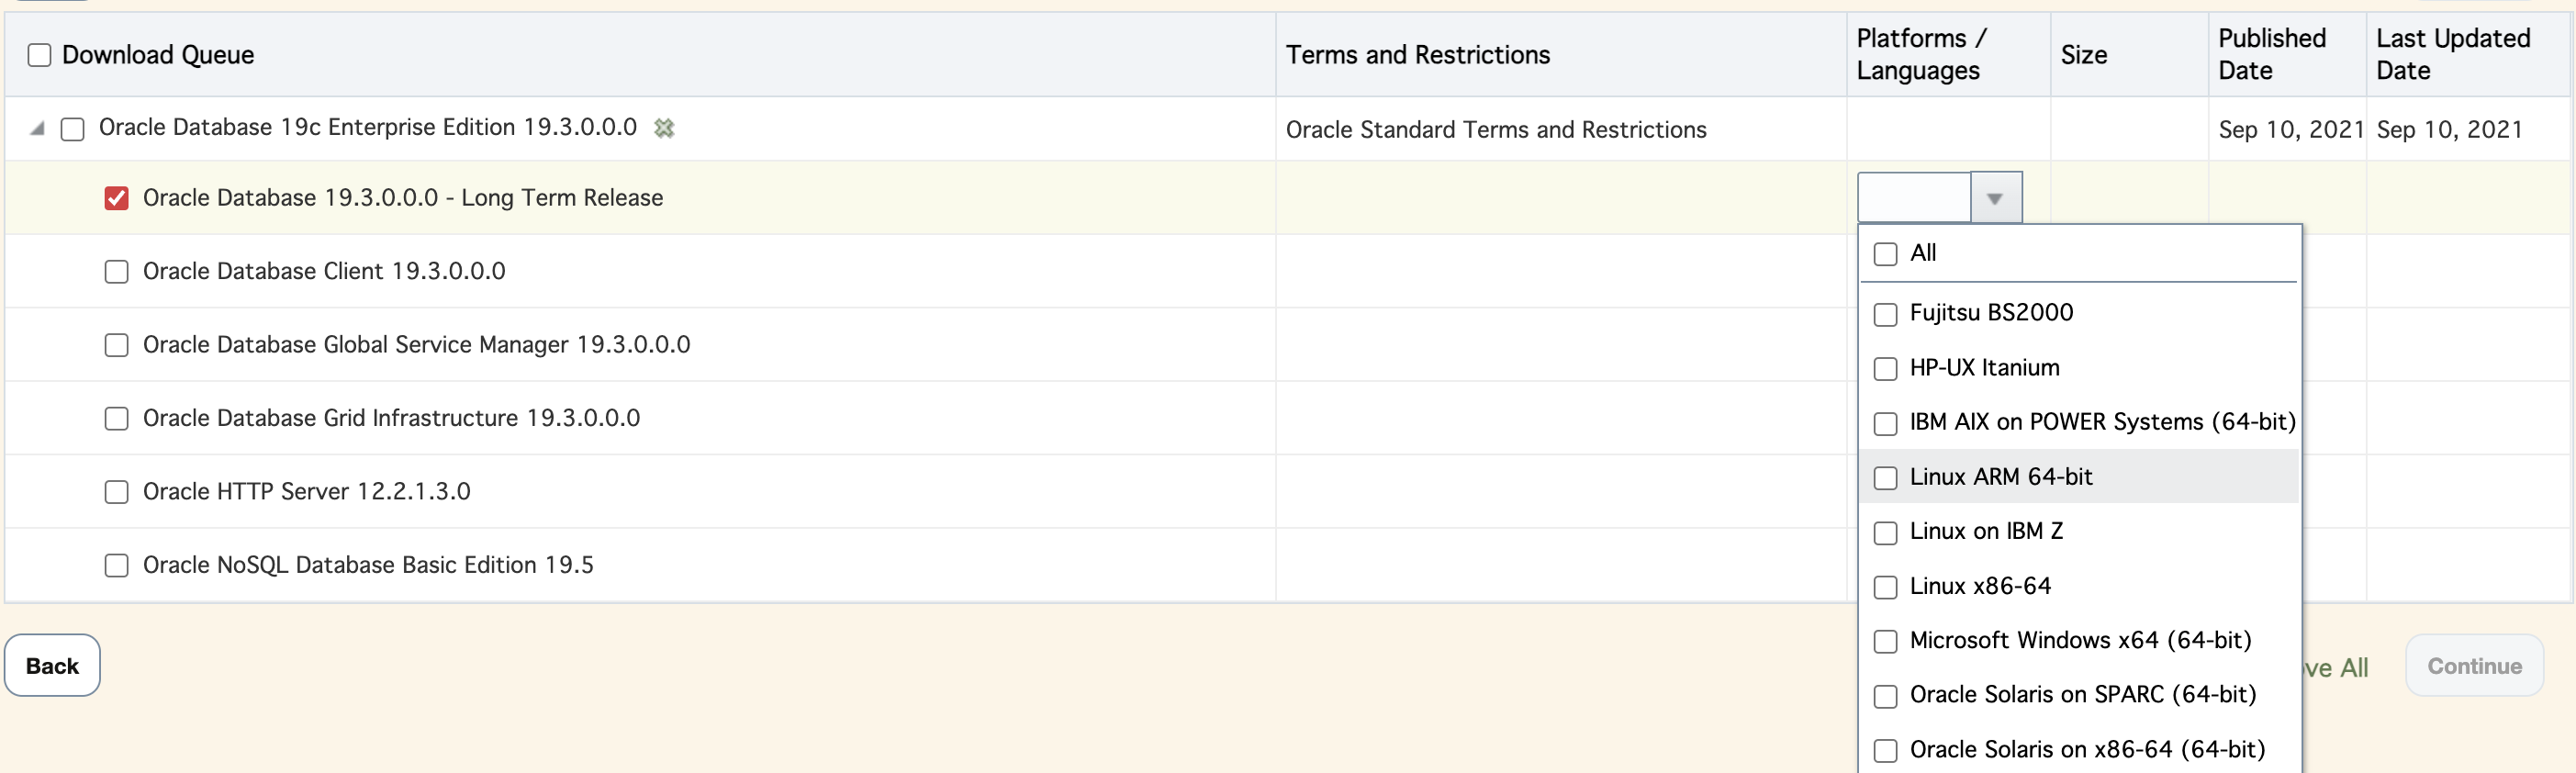 Download Queue
Terms and Restrictions
Platforms /
Languages
Size
Published
Date
Last Updated
Date
Oracle Database 19c Enterprise Edition 19.3.0.0.0
Oracle Standard Terms and Restrictions
Sep 10, 2021
Sep 10, 2021
Oracle Database 19.3.0.0.0 - Long Term Release
Oracle Database Client 19.3.0.0.0
Oracle Database Global Service Manager 19.3.0.0.0
Oracle Database Grid Infrastructure 19.3.0.0.0
Oracle HTTP Server 12.2.1.3.0
Oracle NoSQL Database Basic Edition 19.5
All
Fujitsu BS2000
HP-UX Itanium
IBM AIX on POWER Systems (64-bit)
Linux ARM 64-bit
Linux on IBM Z
Linux x86-64
Microsoft Windows x64 (64-bit)
Oracle Solaris on SPARC (64-bit)
Oracle Solaris on x86-64 (64-bit)
Back
All
Continue